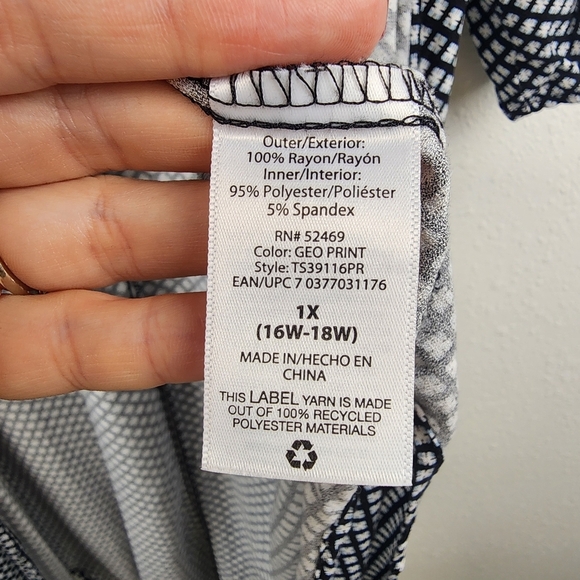 Outer/Exterior:
100% Rayon/Rayón
Inner/Interior:
95% Polyester/Poliéster
5% Spandex
RN# 52469
Color: GEO PRINT
Style: TS39116PR
EAN/UPC 7 0377031176
1X
(16W-18W)
MADE IN/HECHO EN
CHINA
THIS LABEL YARN IS MADE
OUT OF 100% RECYCLED
POLYESTER MATERIALS